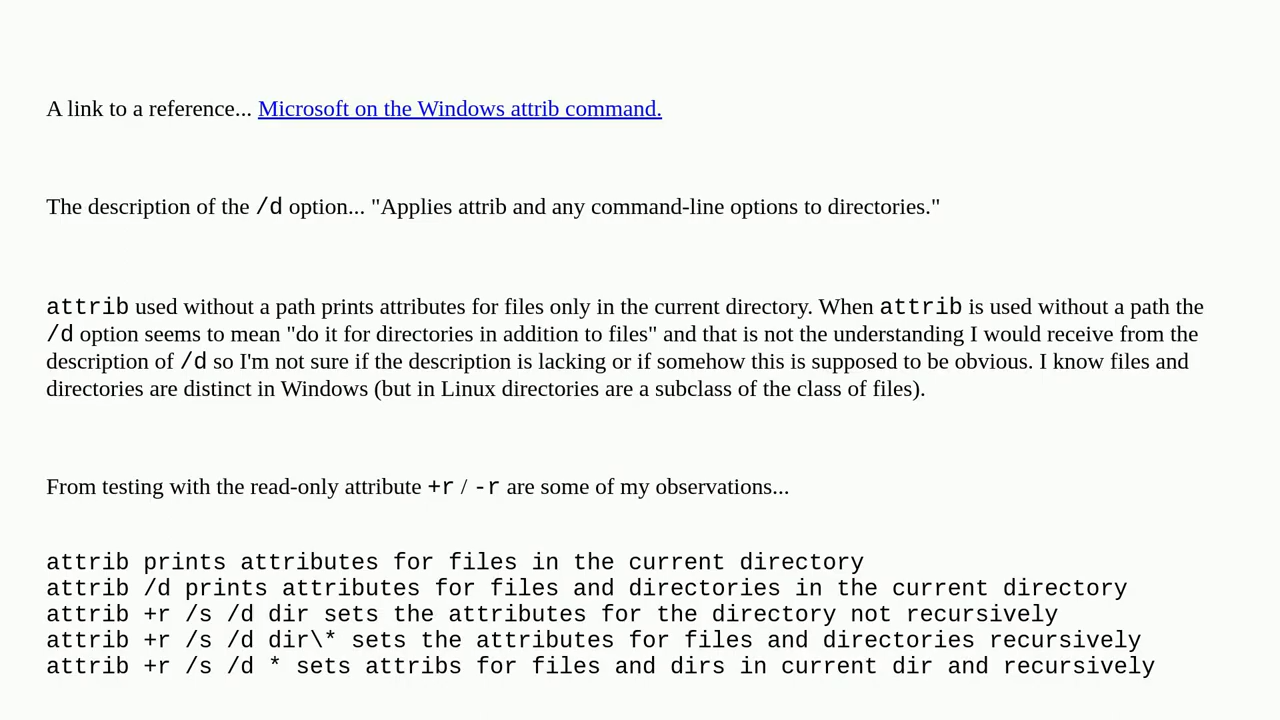 A link to a reference... Microsoft on the Windows attrib command.
The description of the /d option... "Applies attrib and any command-line options to directories."
attrib used without a path prints attributes for files only in the current directory. When attrib is used without a path the
/d option seems to mean "do it for directories in addition to files" and that is not the understanding I would receive from the
description of /d so I'm not sure if the description is lacking or if somehow this is supposed to be obvious. I know files and
directories are distinct in Windows (but in Linux directories are a subclass of the class of files).
From testing with the read-only attribute +r / -r are some of my observations...
attrib prints attributes for files in the current directory
attrib /d prints attributes for files and directories in the current directory
attrib +r /s /d dir sets the attributes for the directory not recursively
attrib +r /s /d dir\* sets the attributes for files and directories recursively
attrib +r /s /d * sets attribs for files and dirs in current dir and recursively